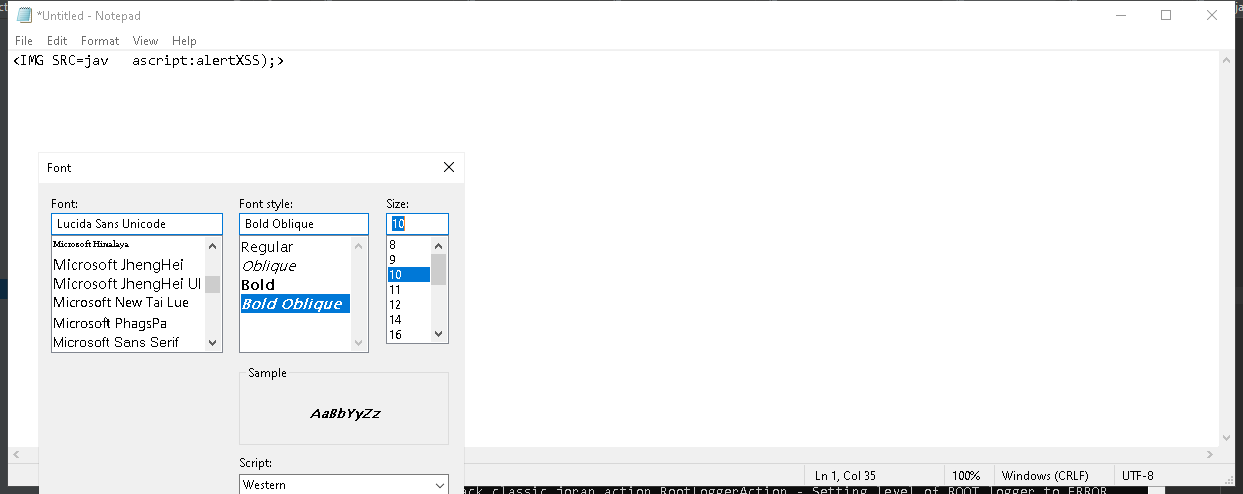 *Untitled - Notepad
File Edit Format View Help
<IMG SRC=jav   ascript:alertXSS);>
Font
Font: Font style: Size:
Lucida Sans Unicode Bold Oblique 10
Microsoft Himalaya Regular 8
Microsoft JhengHei Oblique 9
Microsoft JhengHei UI Bold 10
Microsoft New Tai Lue Bold Oblique 11
Microsoft PhagsPa 12
Microsoft Sans Serif 14
16
Sample
AaBbYyZz
Script:
Western
Ln 1, Col 35 100% Windows (CRLF) UTF-8
ack.classic.joran.action.RootLoggerAction - Setting level of ROOT logger to ERROR